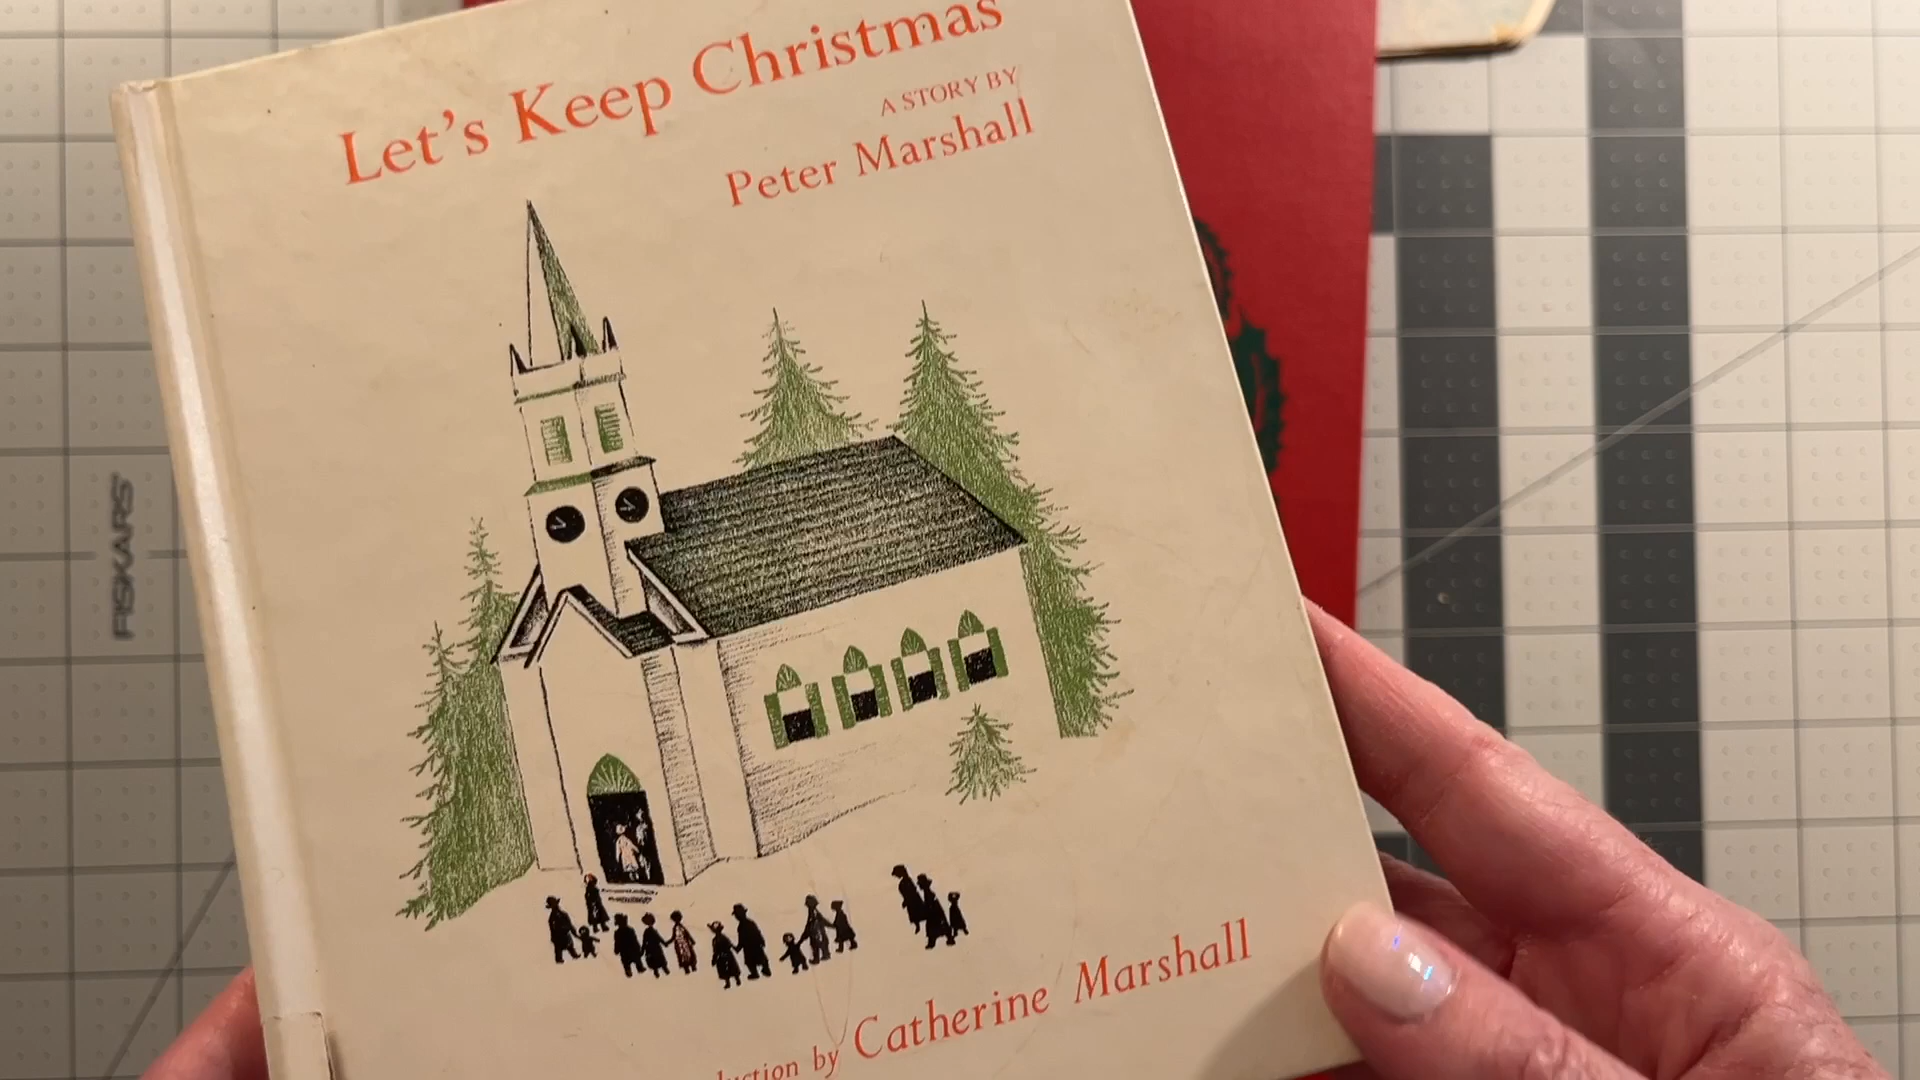 Let's Keep Christmas
A STORY BY
Peter Marshall
by Catherine Marshall
FISKARS